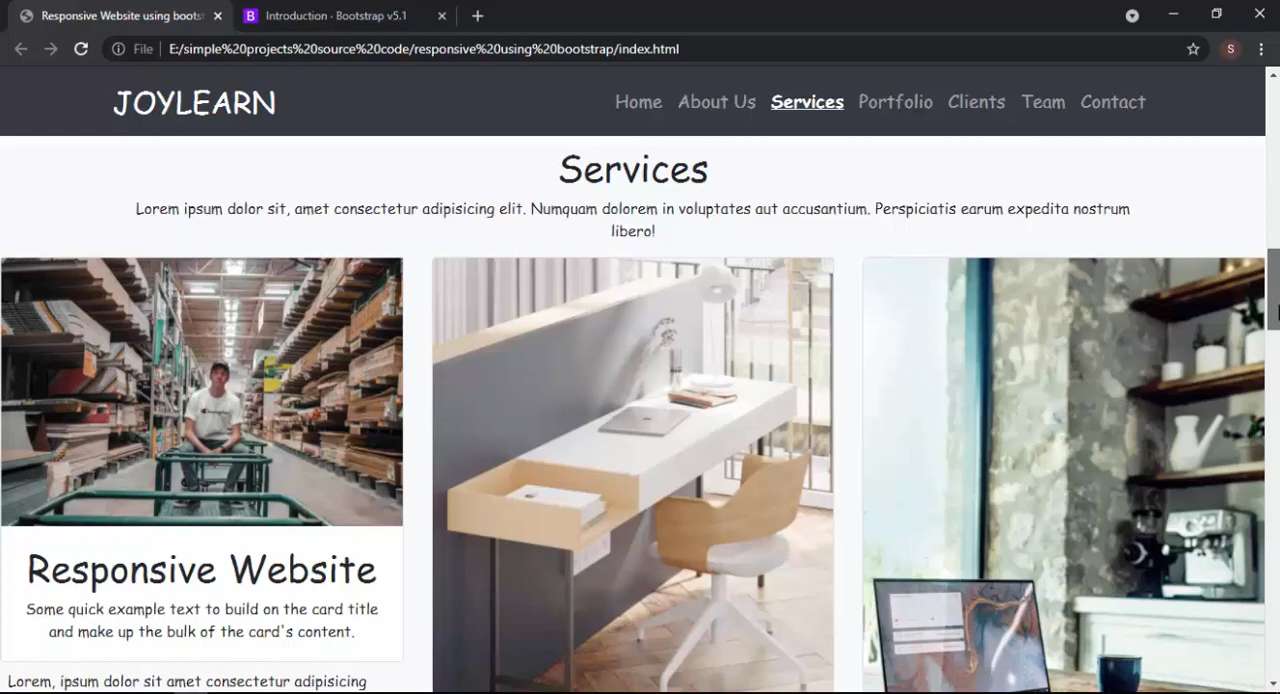 Responsive Website using boots
Introduction · Bootstrap v5.1
File
E:/simple%20projects%20source%20code/responsive%20using%20bootstrap/index.html
S
JOYLEARN
Home About Us Services Portfolio Clients Team Contact
Services
Lorem ipsum dolor sit, amet consectetur adipisicing elit. Numquam dolorem in voluptates aut accusantium. Perspiciatis earum expedita nostrum
libero!
Responsive Website
Some quick example text to build on the card title
and make up the bulk of the card's content.
Lorem, ipsum dolor sit amet consectetur adipisicing